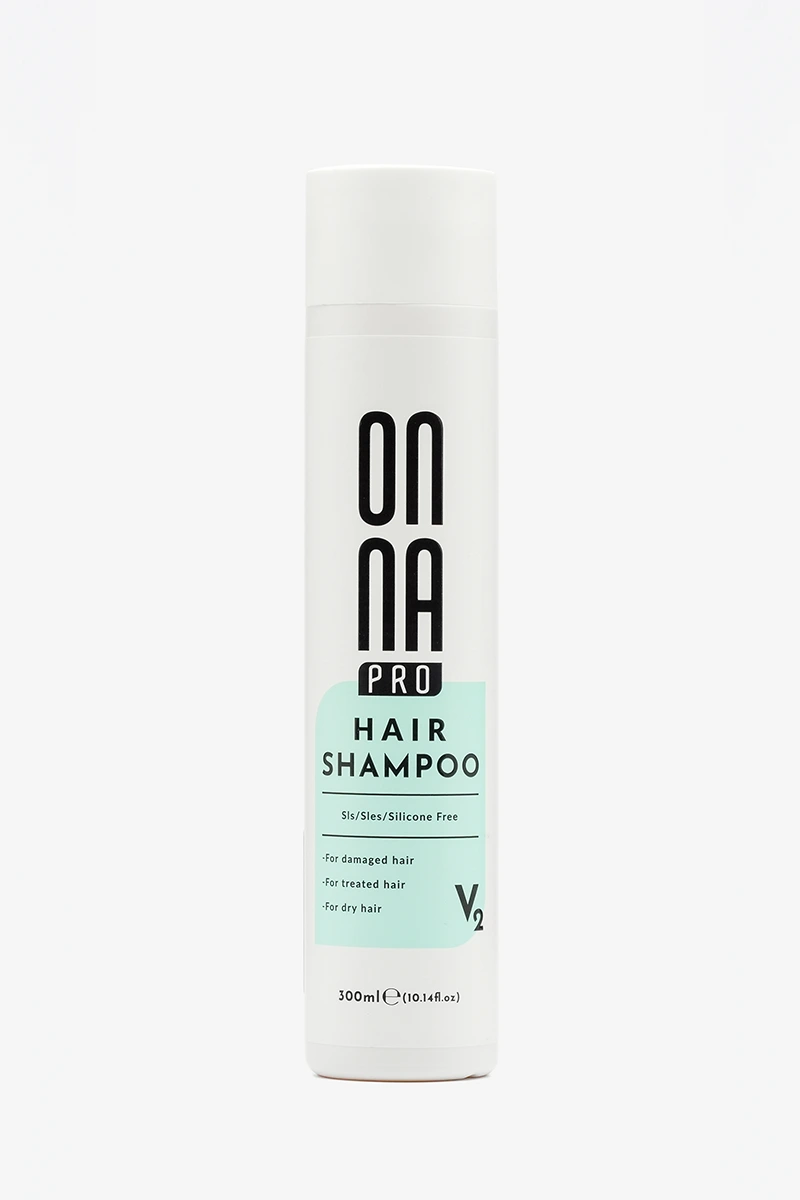 ON
NA
PRO
HAIR
SHAMPOO
Sls/Sles/Silicone Free
-For damaged hair
-For treated hair
-For dry hair
V2
300ml℮(10.14fl.oz)